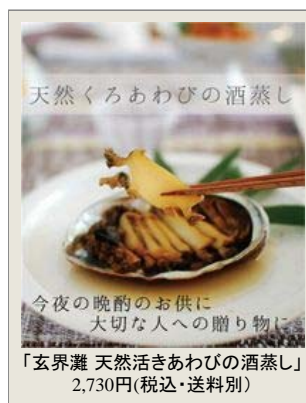 天然くろあわびの酒蒸し
今夜の晩酌のお供に
大切な人への贈り物に
「玄界灘 天然活きあわびの酒蒸し」
2,730円(税込・送料別)